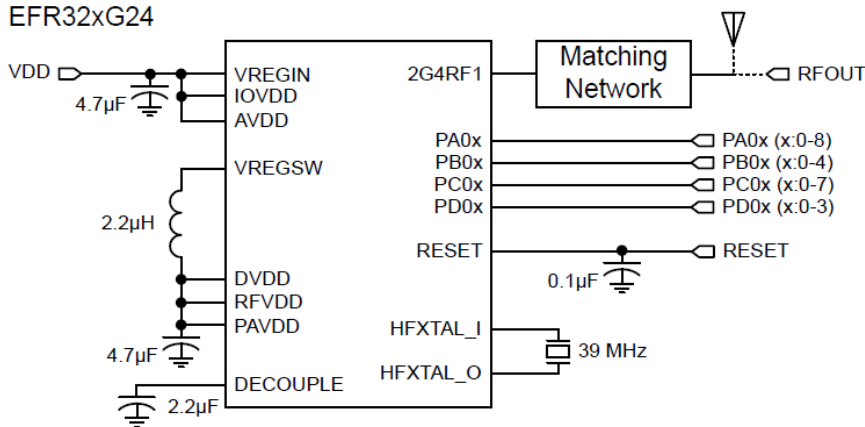 EFR32xG24
VDD
4.7µF
VREGIN
IOVDD
AVDD
VREGSW
2.2µH
DVDD
RFVDD
PAVDD
4.7µF
DECOUPLE
2.2µF
2G4RF1
Matching
Network
RFOUT
PA0x
PA0x (x:0-8)
PB0x
PB0x (x:0-4)
PC0x
PC0x (x:0-7)
PD0x
PD0x (x:0-3)
RESET
RESET
0.1µF
HFXTAL_I
39 MHz
HFXTAL_O